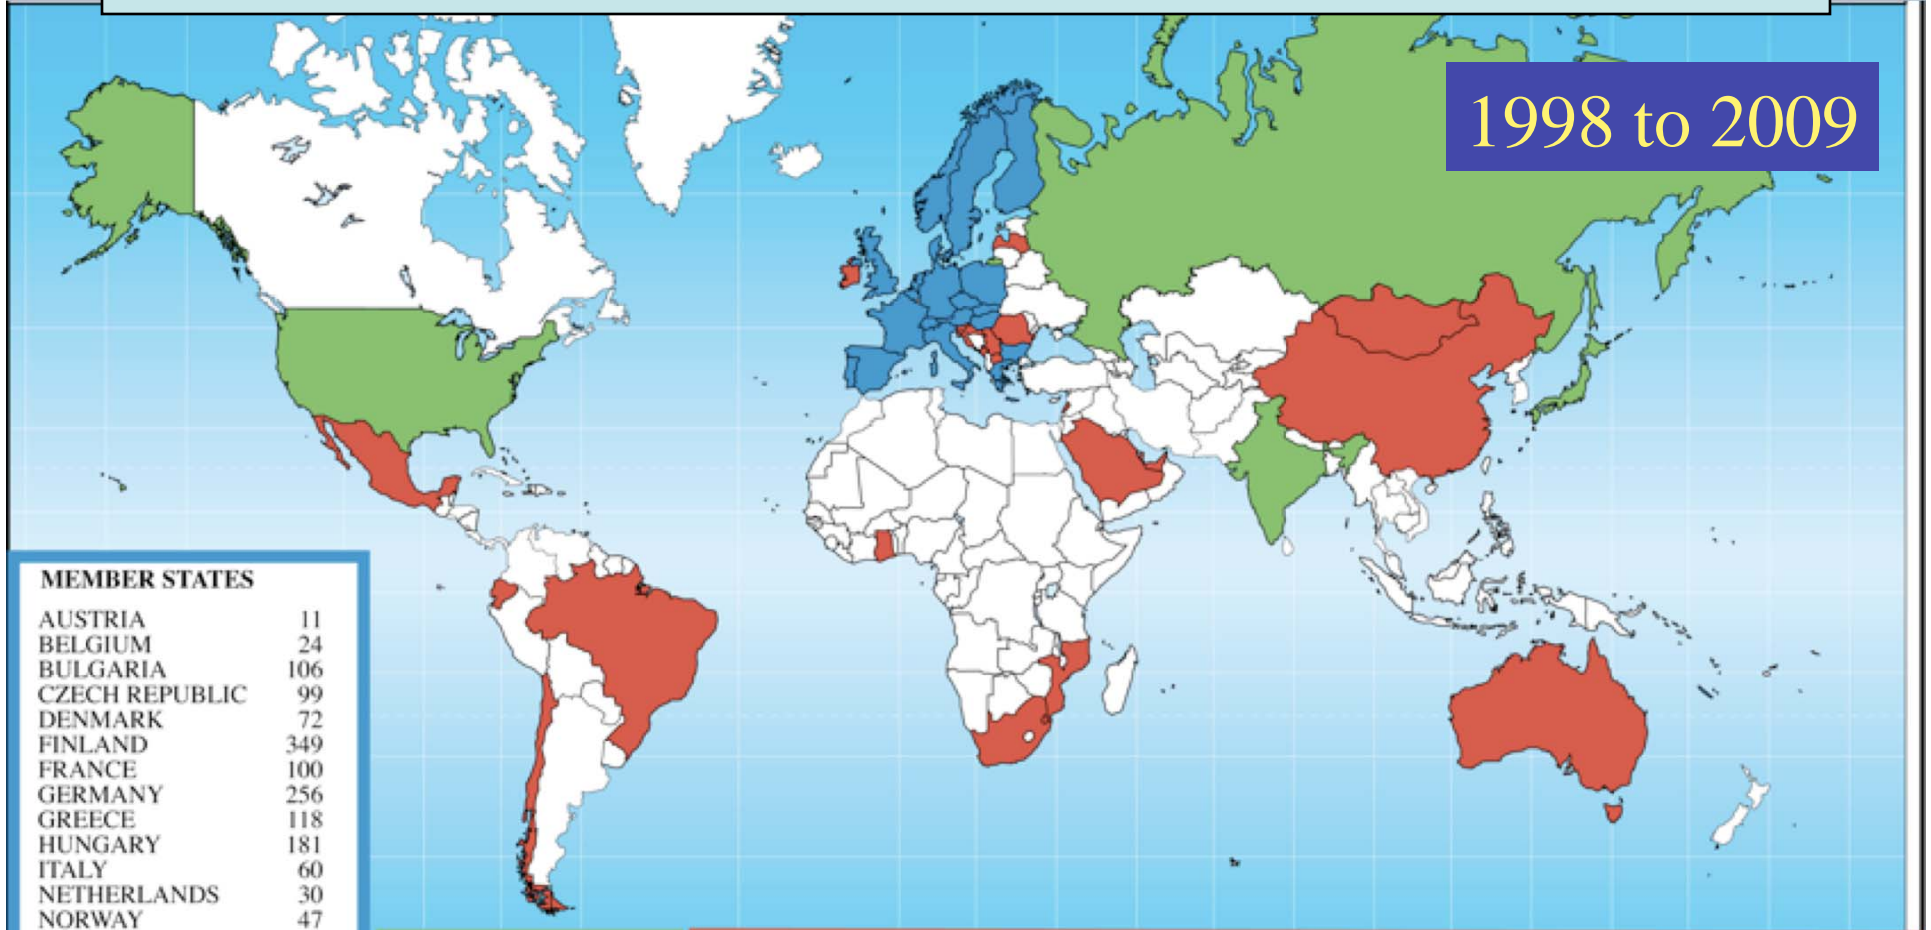 1998 to 2009
MEMBER STATES
AUSTRIA 11
BELGIUM 24
BULGARIA 106
CZECH REPUBLIC 99
DENMARK 72
FINLAND 349
FRANCE 100
GERMANY 256
GREECE 118
HUNGARY 181
ITALY 60
NETHERLANDS 30
NORWAY 47